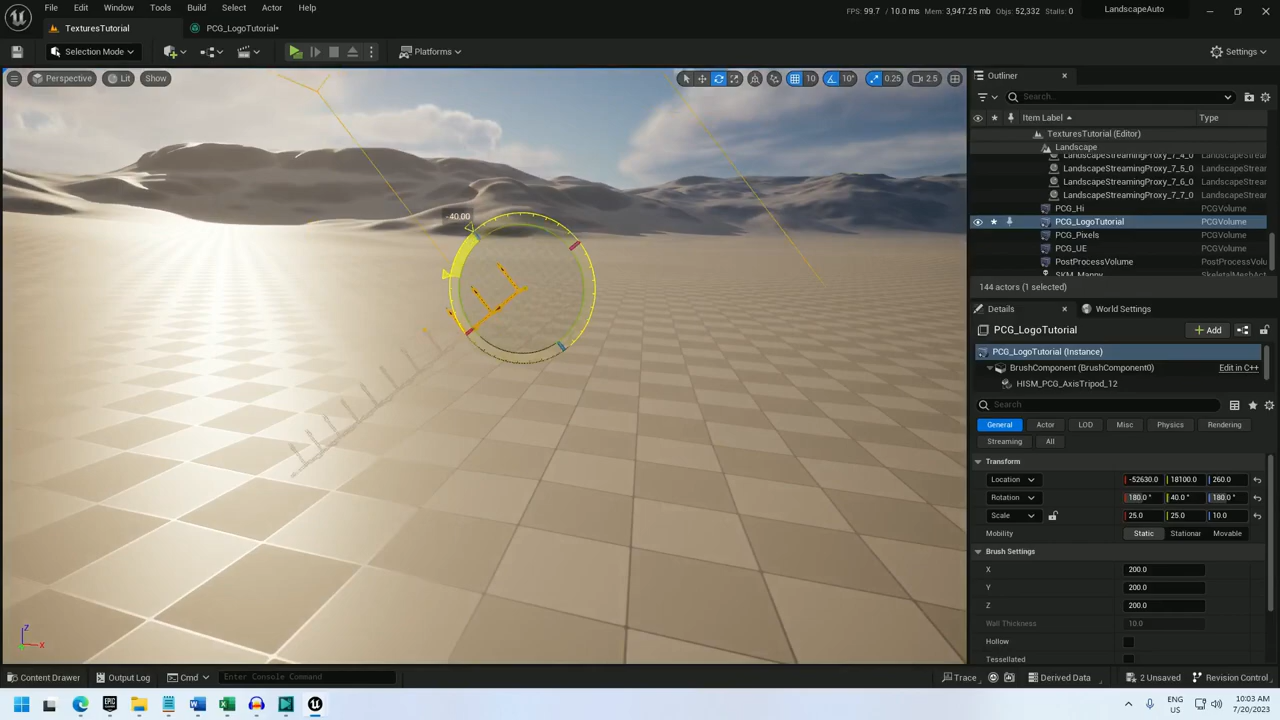 File Edit Window Tools Build Select Actor Help
FPS: 99.7 / 10.0 ms Mem: 3,947.25 mb Objs: 52,332 Stalls: 0
LandscapeAuto
TexturesTutorial
PCG_LogoTutorial•
Selection Mode
Platforms
Settings
Perspective
Lit
Show
10
10°
0.25
2.5
-40.00
Z
X
Outliner
Search...
Item Label
Type
TexturesTutorial (Editor)
Landscape
LandscapeStreamingProxy_7_4_0 LandscapeStrear
LandscapeStreamingProxy_7_5_0 LandscapeStrear
LandscapeStreamingProxy_7_6_0 LandscapeStrear
LandscapeStreamingProxy_7_7_0 LandscapeStrear
PCG_Hi PCGVolume
PCG_LogoTutorial PCGVolume
PCG_Pixels PCGVolume
PCG_UE PCGVolume
PostProcessVolume PostProcessVolu
SKM_Manny SkeletalMeshAct
144 actors (1 selected)
Details
World Settings
PCG_LogoTutorial
Add
PCG_LogoTutorial (Instance)
BrushComponent (BrushComponent0) Edit in C++
HISM_PCG_AxisTripod_12
Search
General Actor LOD Misc Physics Rendering
Streaming All
Transform
Location -52630.0 18100.0 260.0
Rotation 180.0 ° 40.0 ° 180.0 °
Scale 25.0 25.0 10.0
Mobility Static Stationar Movable
Brush Settings
X 200.0
Y 200.0
Z 200.0
Wall Thickness 10.0
Hollow
Tessellated
Content Drawer
Output Log
Cmd
Enter Console Command
Trace
Derived Data
2 Unsaved
Revision Control
ENG
US
10:03 AM
7/20/2023